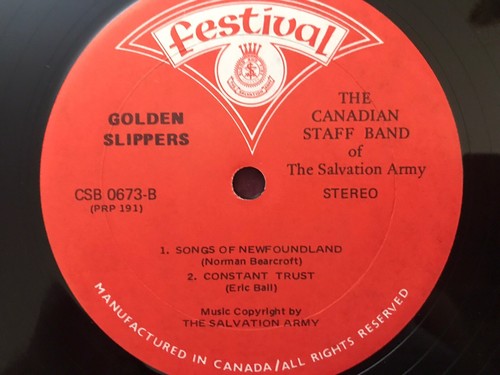 festival
GOLDEN
SLIPPERS
THE
CANADIAN
STAFF BAND
of
The Salvation Army
CSB 0673-B
(PRP 191)
STEREO
1. SONGS OF NEWFOUNDLAND
(Norman Bearcroft)
2. CONSTANT TRUST
(Eric Ball)
Music Copyright by
THE SALVATION ARMY
MANUFACTURED IN CANADA/ALL RIGHTS RESERVED